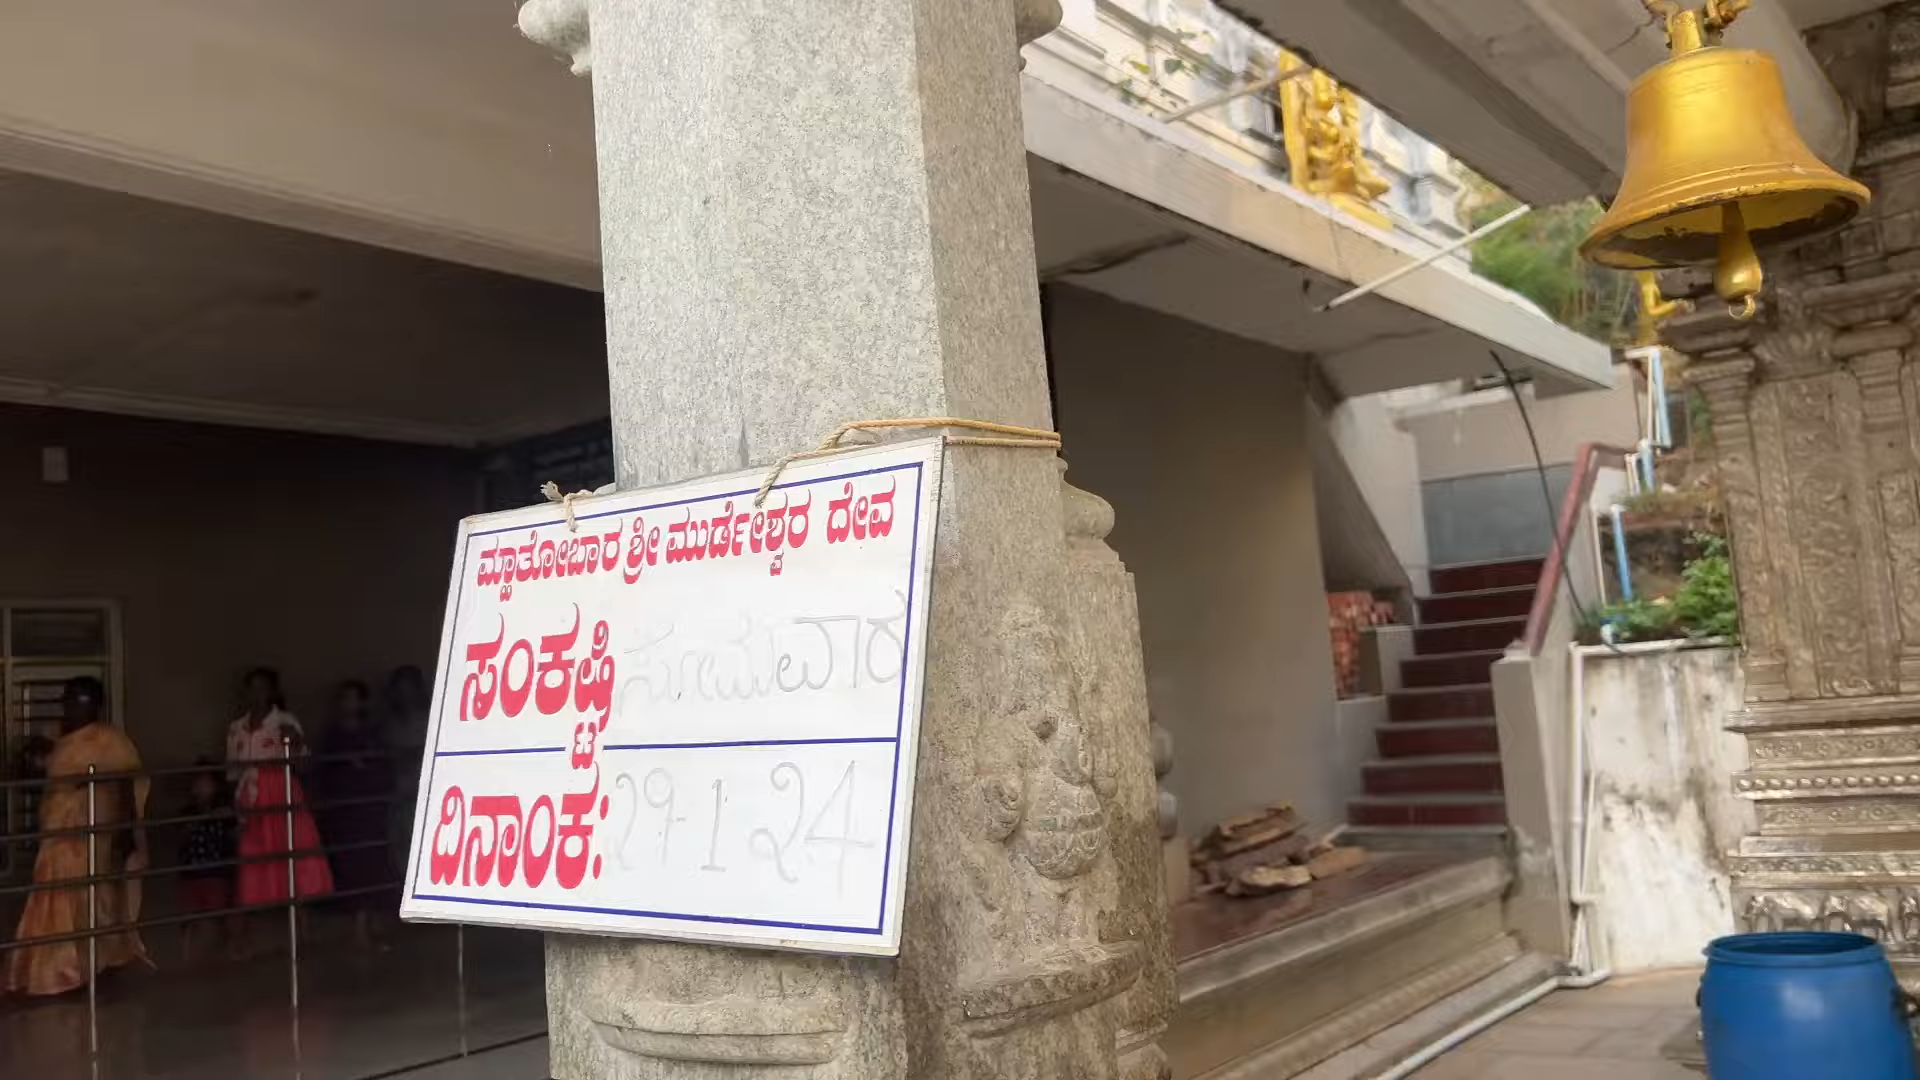 ಮ್ಹಾತೋಬಾರ ಶ್ರೀ ಮುರ್ಡೇಶ್ವರ ದೇವ
ಸಂಕಷ್ಟಿ ಸೋಮವಾರ
ದಿನಾಂಕ: 29-1-24